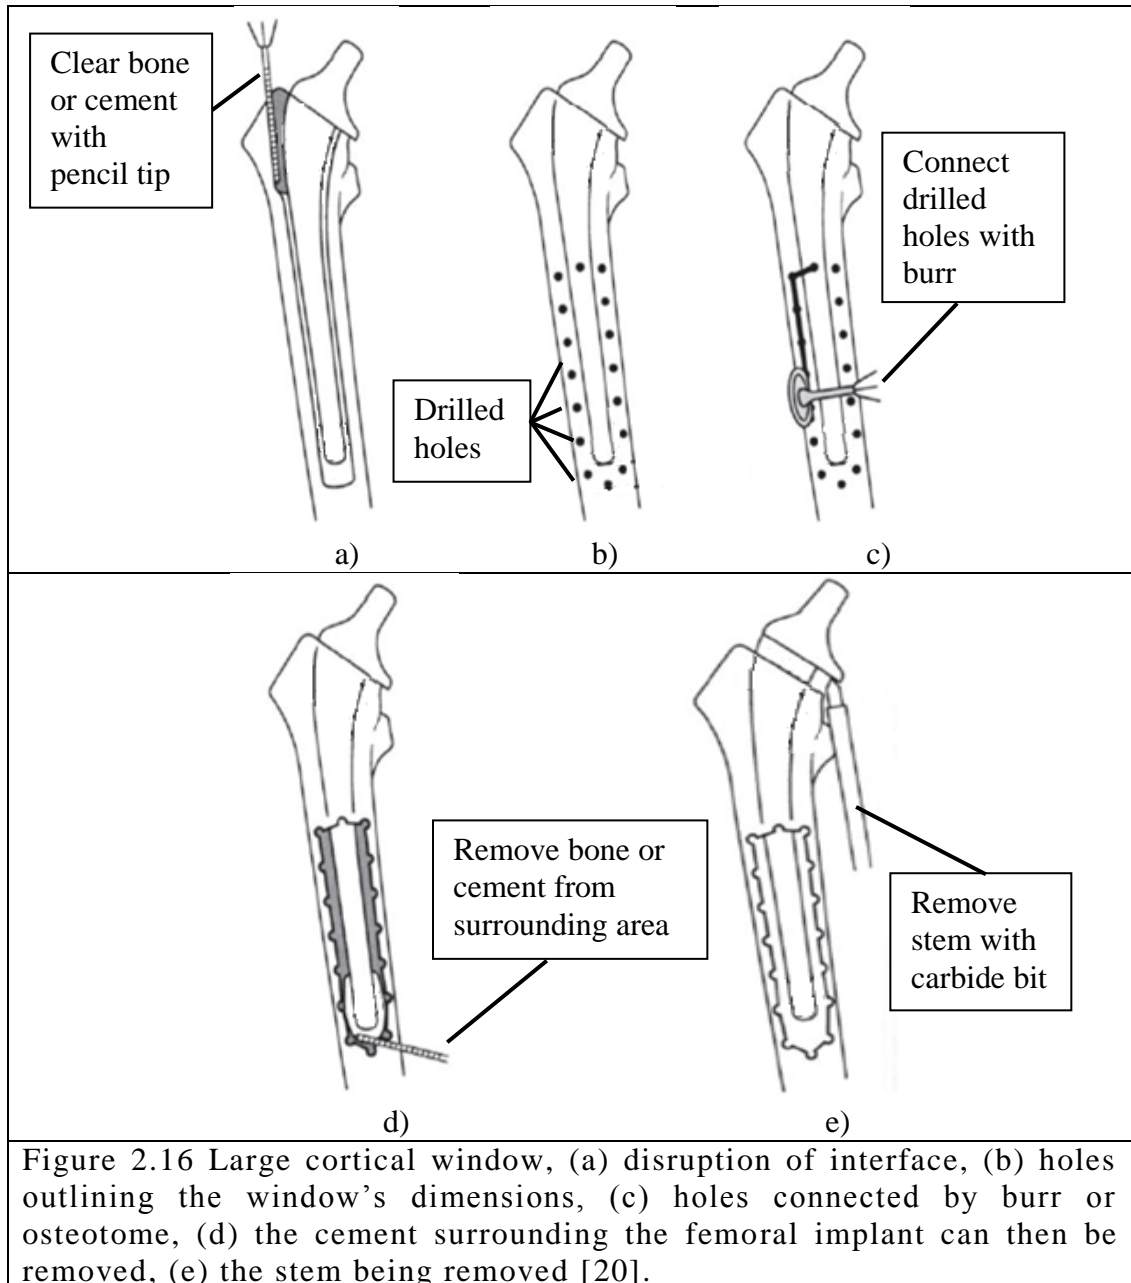 Clear bone
or cement
with
pencil tip
Connect
drilled
holes with
burr
Drilled
holes
a)
b)
c)
Remove bone or
cement from
surrounding area
Remove
stem with
carbide bit
d)
e)
Figure 2.16 Large cortical window, (a) disruption of interface, (b) holes
outlining the window’s dimensions, (c) holes connected by burr or
osteotome, (d) the cement surrounding the femoral implant can then be
removed, (e) the stem being removed [20].